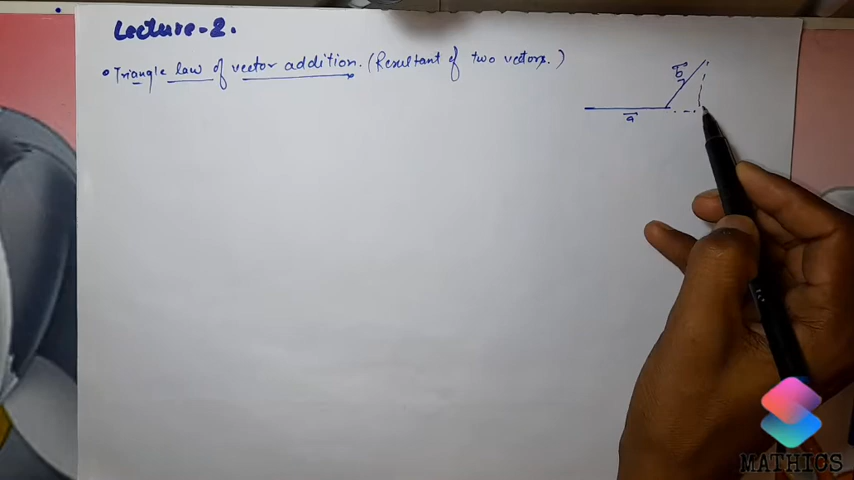 Lecture-2.
• Triangle law of vector addition. (Resultant of two vectors.)
b
a
MATHIOS